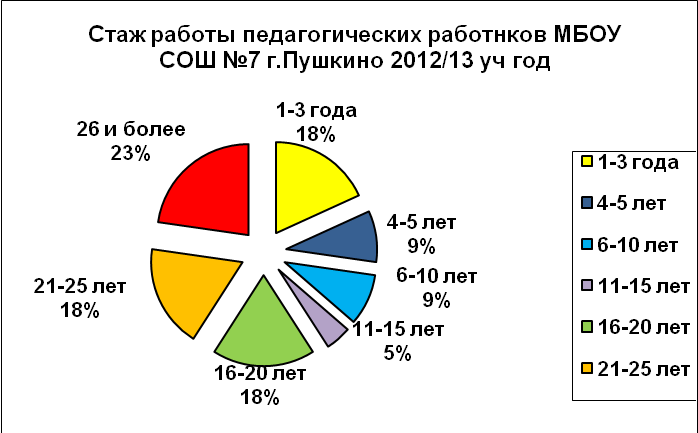 Стаж работы педагогических работнков МБОУ
СОШ №7 г.Пушкино 2012/13 уч год
1-3 года
18%
4-5 лет
9%
6-10 лет
9%
11-15 лет
5%
16-20 лет
18%
21-25 лет
18%
26 и более
23%
1-3 года
4-5 лет
6-10 лет
11-15 лет
16-20 лет
21-25 лет